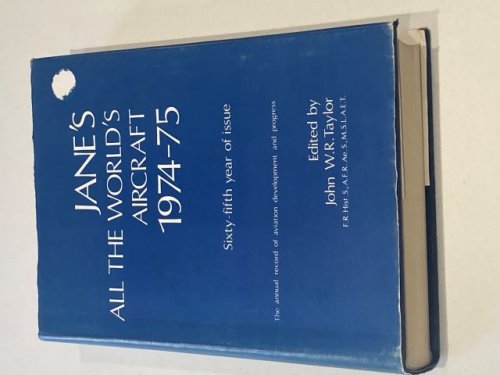 JANE'S
ALL THE WORLD'S
AIRCRAFT
1974-75
Sixty-fifth year of issue
The annual record of aviation development and progress
Edited by
John W.R.Taylor
F.R.Hist.S.,A.F.R.Ae.S.,M.S.L.A.E.T.